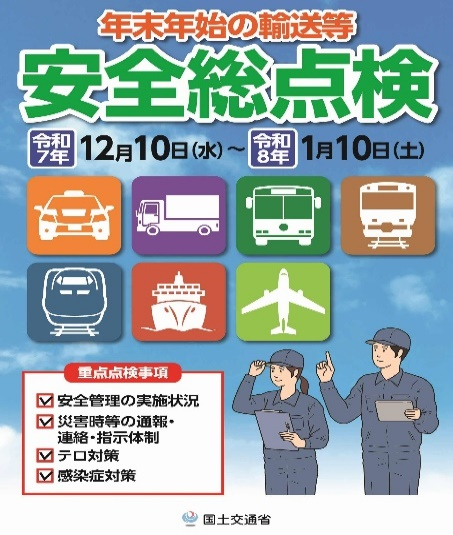 年末年始の輸送等
安全総点検
令和7年 12月10日(水)～令和8年 1月10日(土)
重点点検事項
安全管理の実施状況
災害時等の通報・
連絡・指示体制
テロ対策
感染症対策
国土交通省